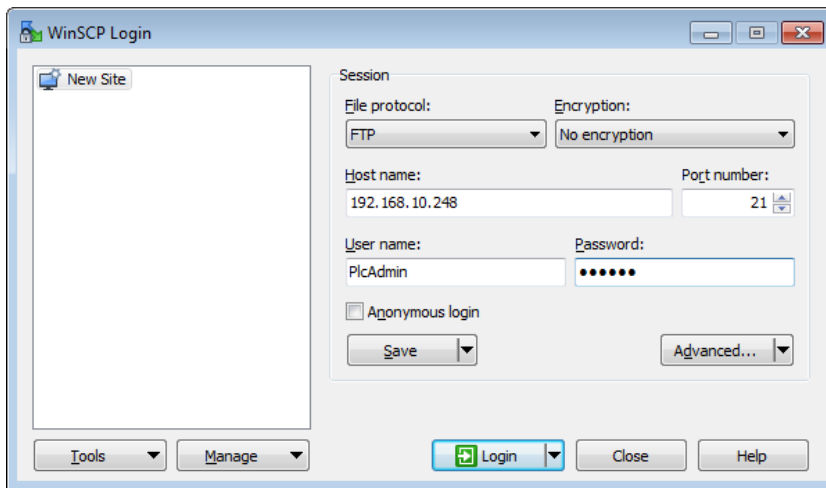 WinSCP Login
New Site
Session
File protocol:
Encryption:
FTP
No encryption
Host name:
Port number:
192.168.10.248
21
User name:
Password:
PlcAdmin
●●●●●●
Anonymous login
Save
Advanced...
Tools
Manage
Login
Close
Help